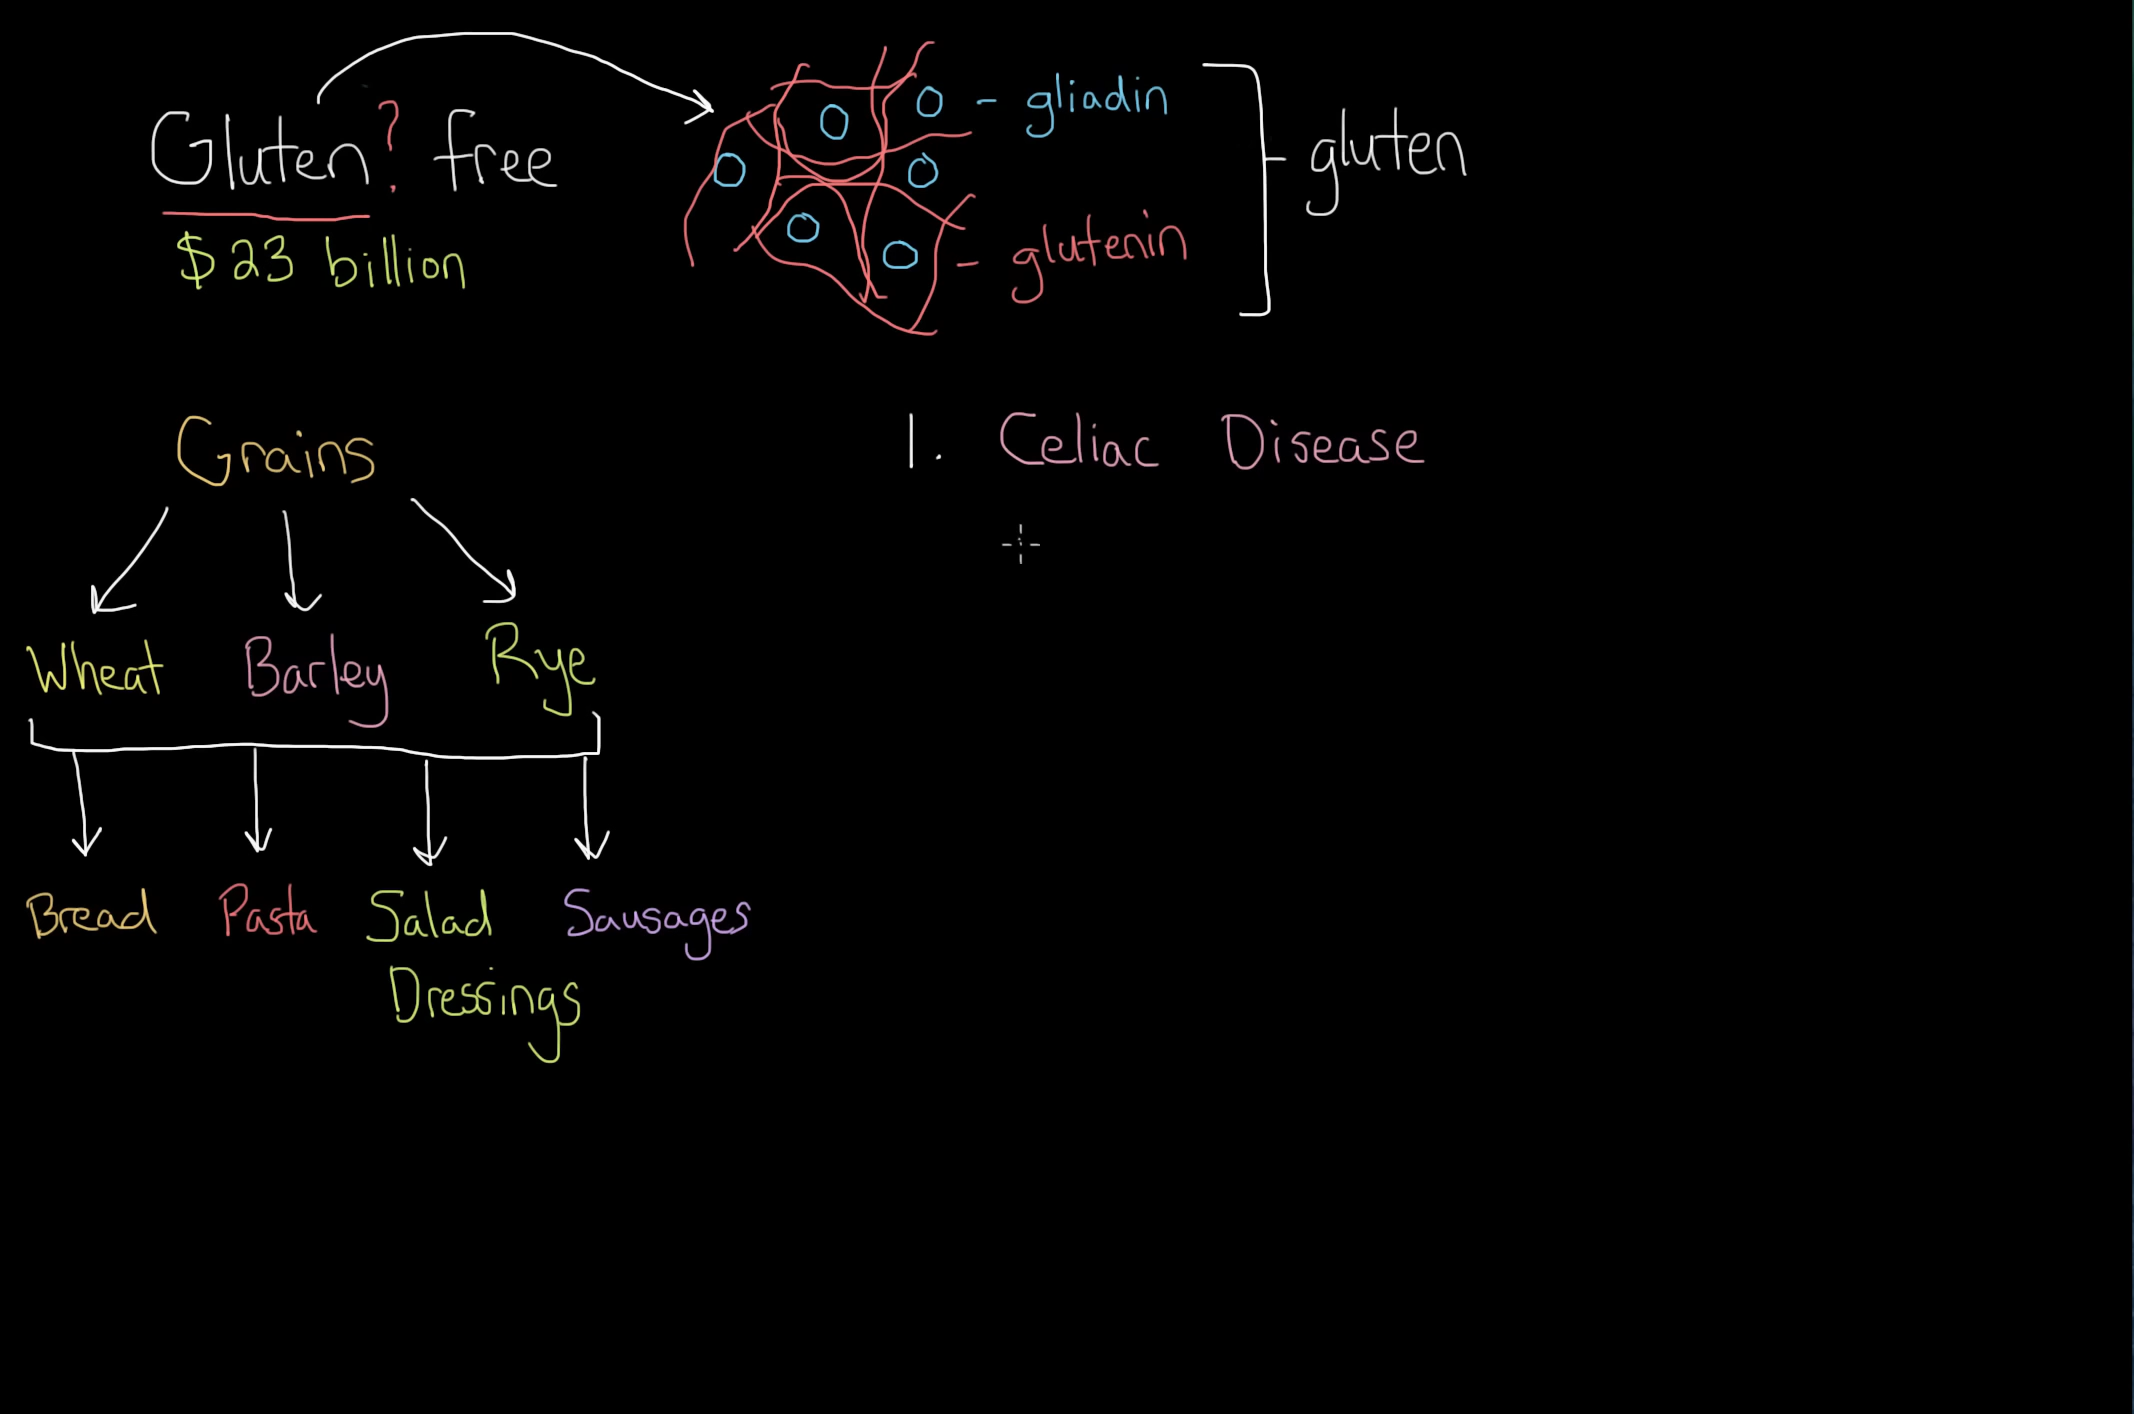 Gluten? free
$23 billion
- gliadin
- glutenin
- gluten
Grains
Wheat Barley Rye
Bread Pasta Salad Dressings Sausages
1. Celiac Disease